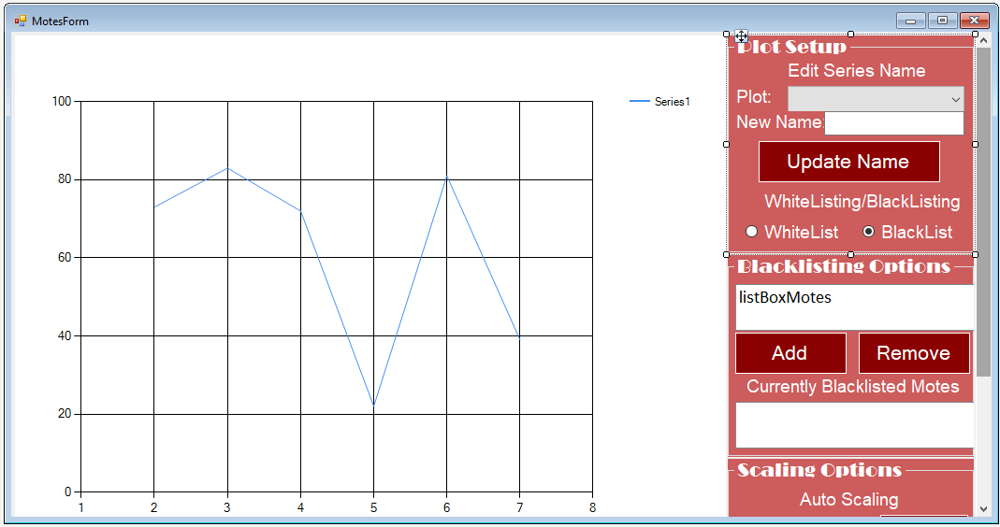 MotesForm
100
80
60
40
20
0
1 2 3 4 5 6 7 8
Series1
Plot Setup
Edit Series Name
Plot:
New Name:
Update Name
WhiteListing/BlackListing
WhiteList BlackList
Blacklisting Options
listBoxMotes
Add Remove
Currently Blacklisted Motes
Scaling Options
Auto Scaling